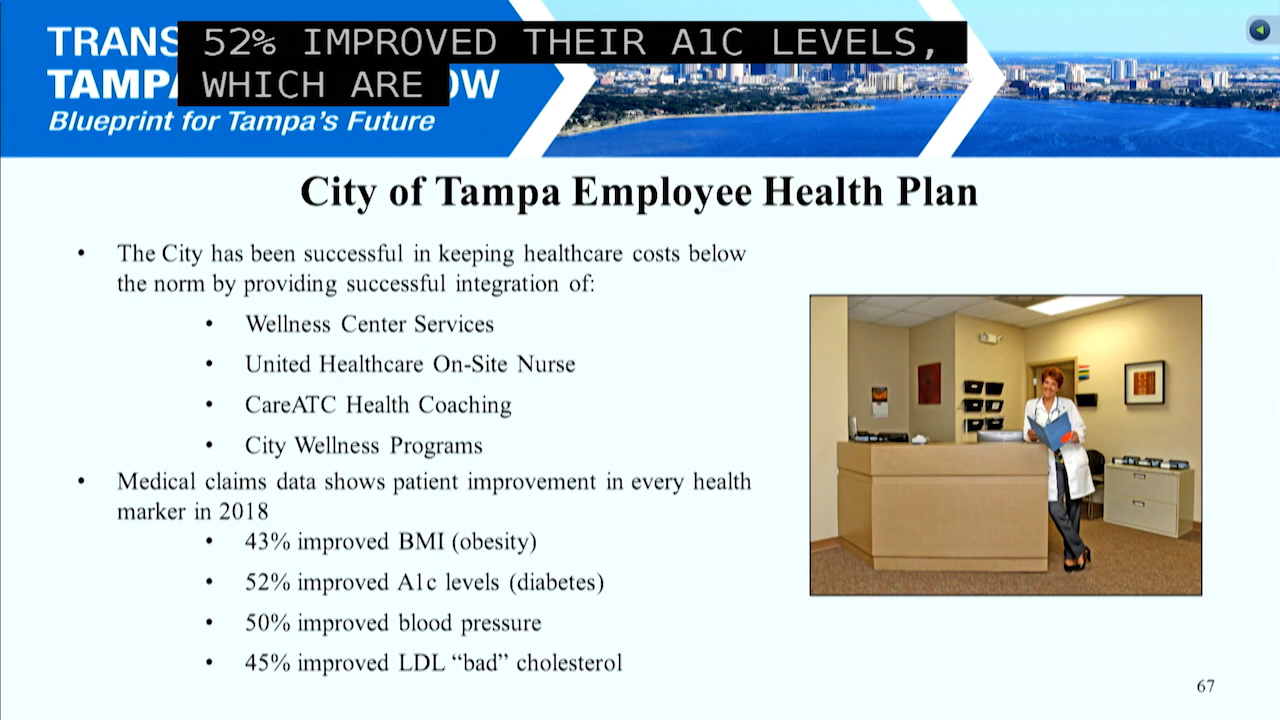 TRANS
52% IMPROVED THEIR A1C LEVELS,
TAMPA
WHICH ARE
OW
Blueprint for Tampa's Future
City of Tampa Employee Health Plan
• The City has been successful in keeping healthcare costs below
the norm by providing successful integration of:
• Wellness Center Services
• United Healthcare On-Site Nurse
• CareATC Health Coaching
• City Wellness Programs
• Medical claims data shows patient improvement in every health
marker in 2018
• 43% improved BMI (obesity)
• 52% improved A1c levels (diabetes)
• 50% improved blood pressure
• 45% improved LDL “bad” cholesterol
67